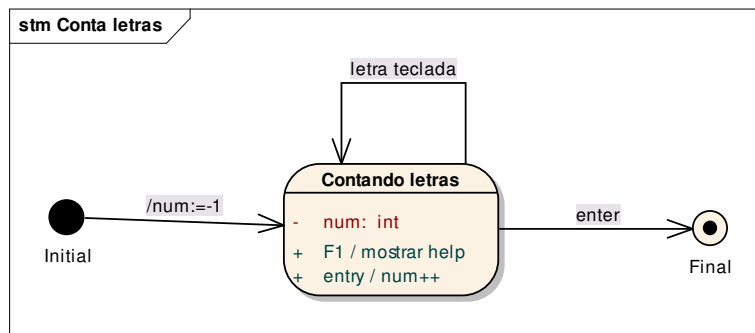 stm Conta letras
letra teclada
Contando letras
/num:=-1
- num: int
enter
+ F1 / mostrar help
+ entry / num++
Initial
Final